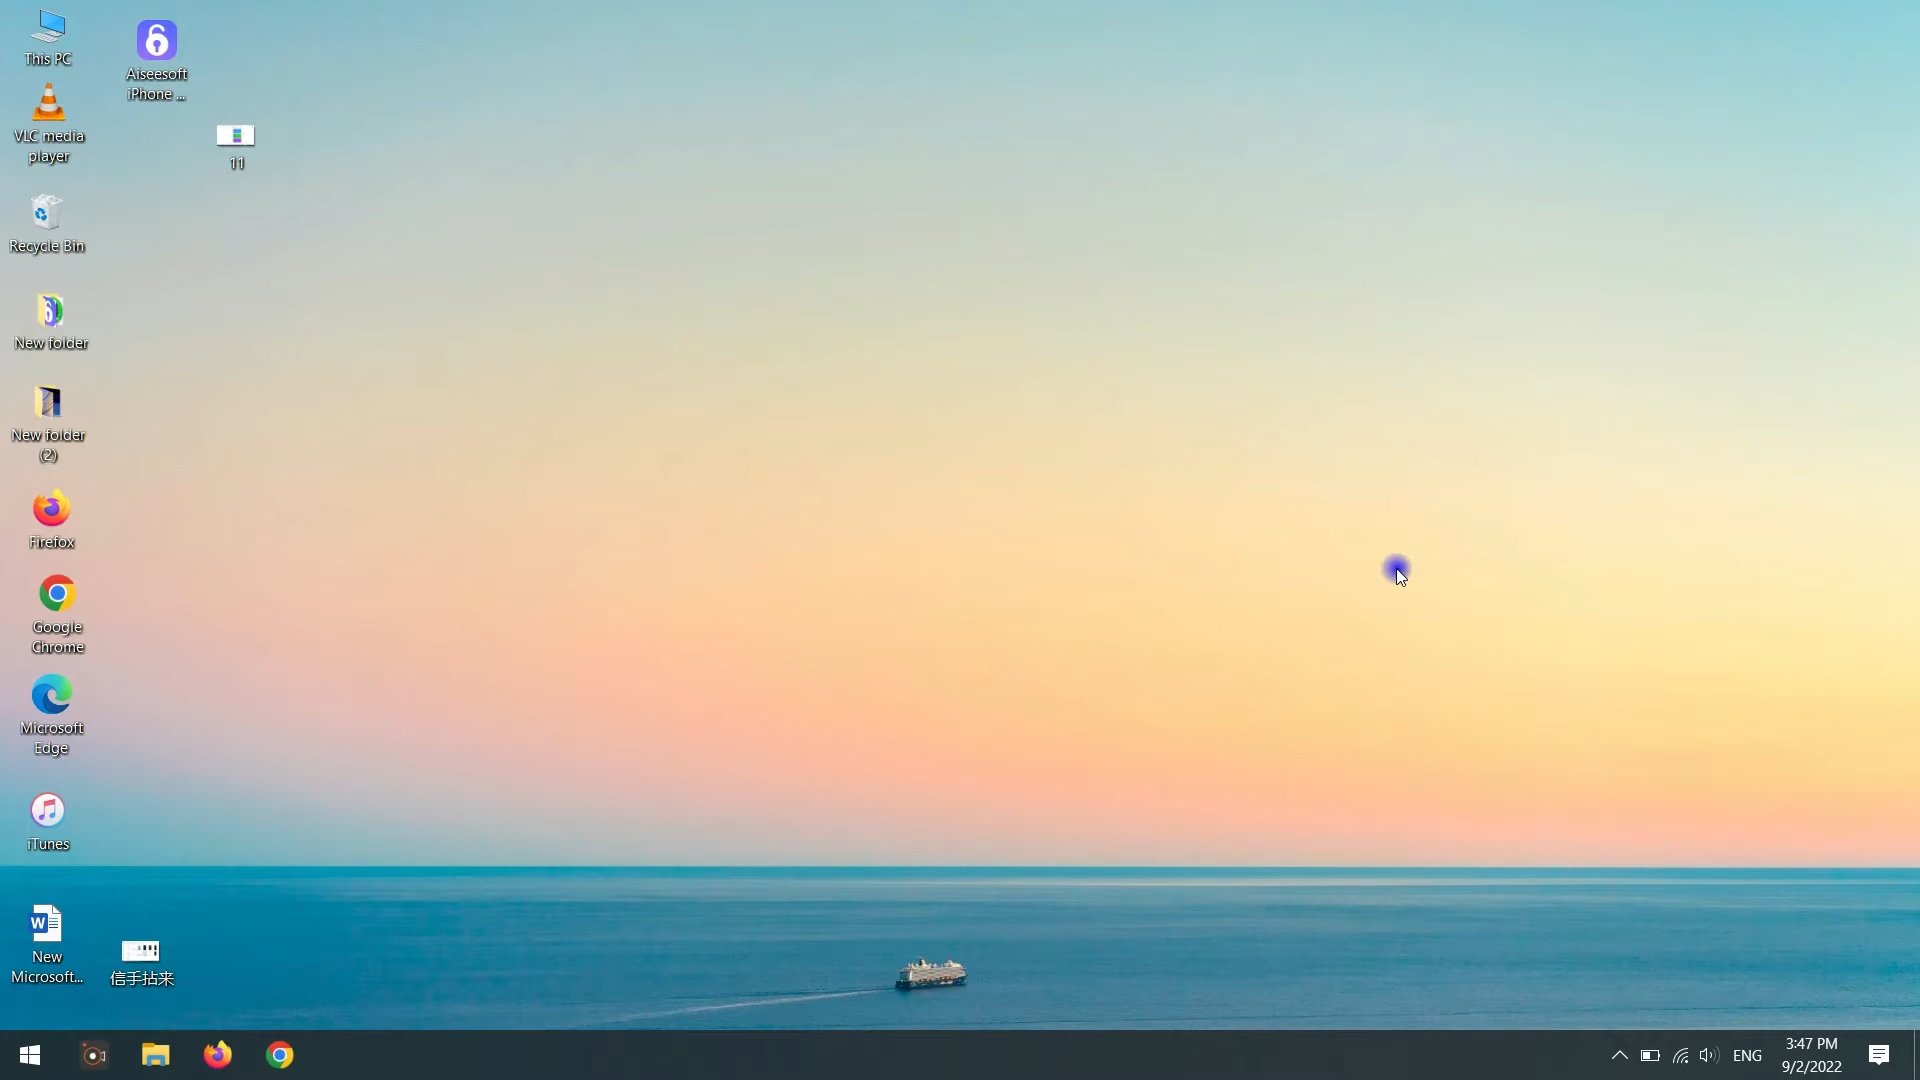 This PC
Aiseesoft
iPhone ...
VLC media
player
11
Recycle Bin
New folder
New folder
(2)
Firefox
Google
Chrome
Microsoft
Edge
iTunes
New
Microsoft...
信手拈来
ENG
3:47 PM
9/2/2022